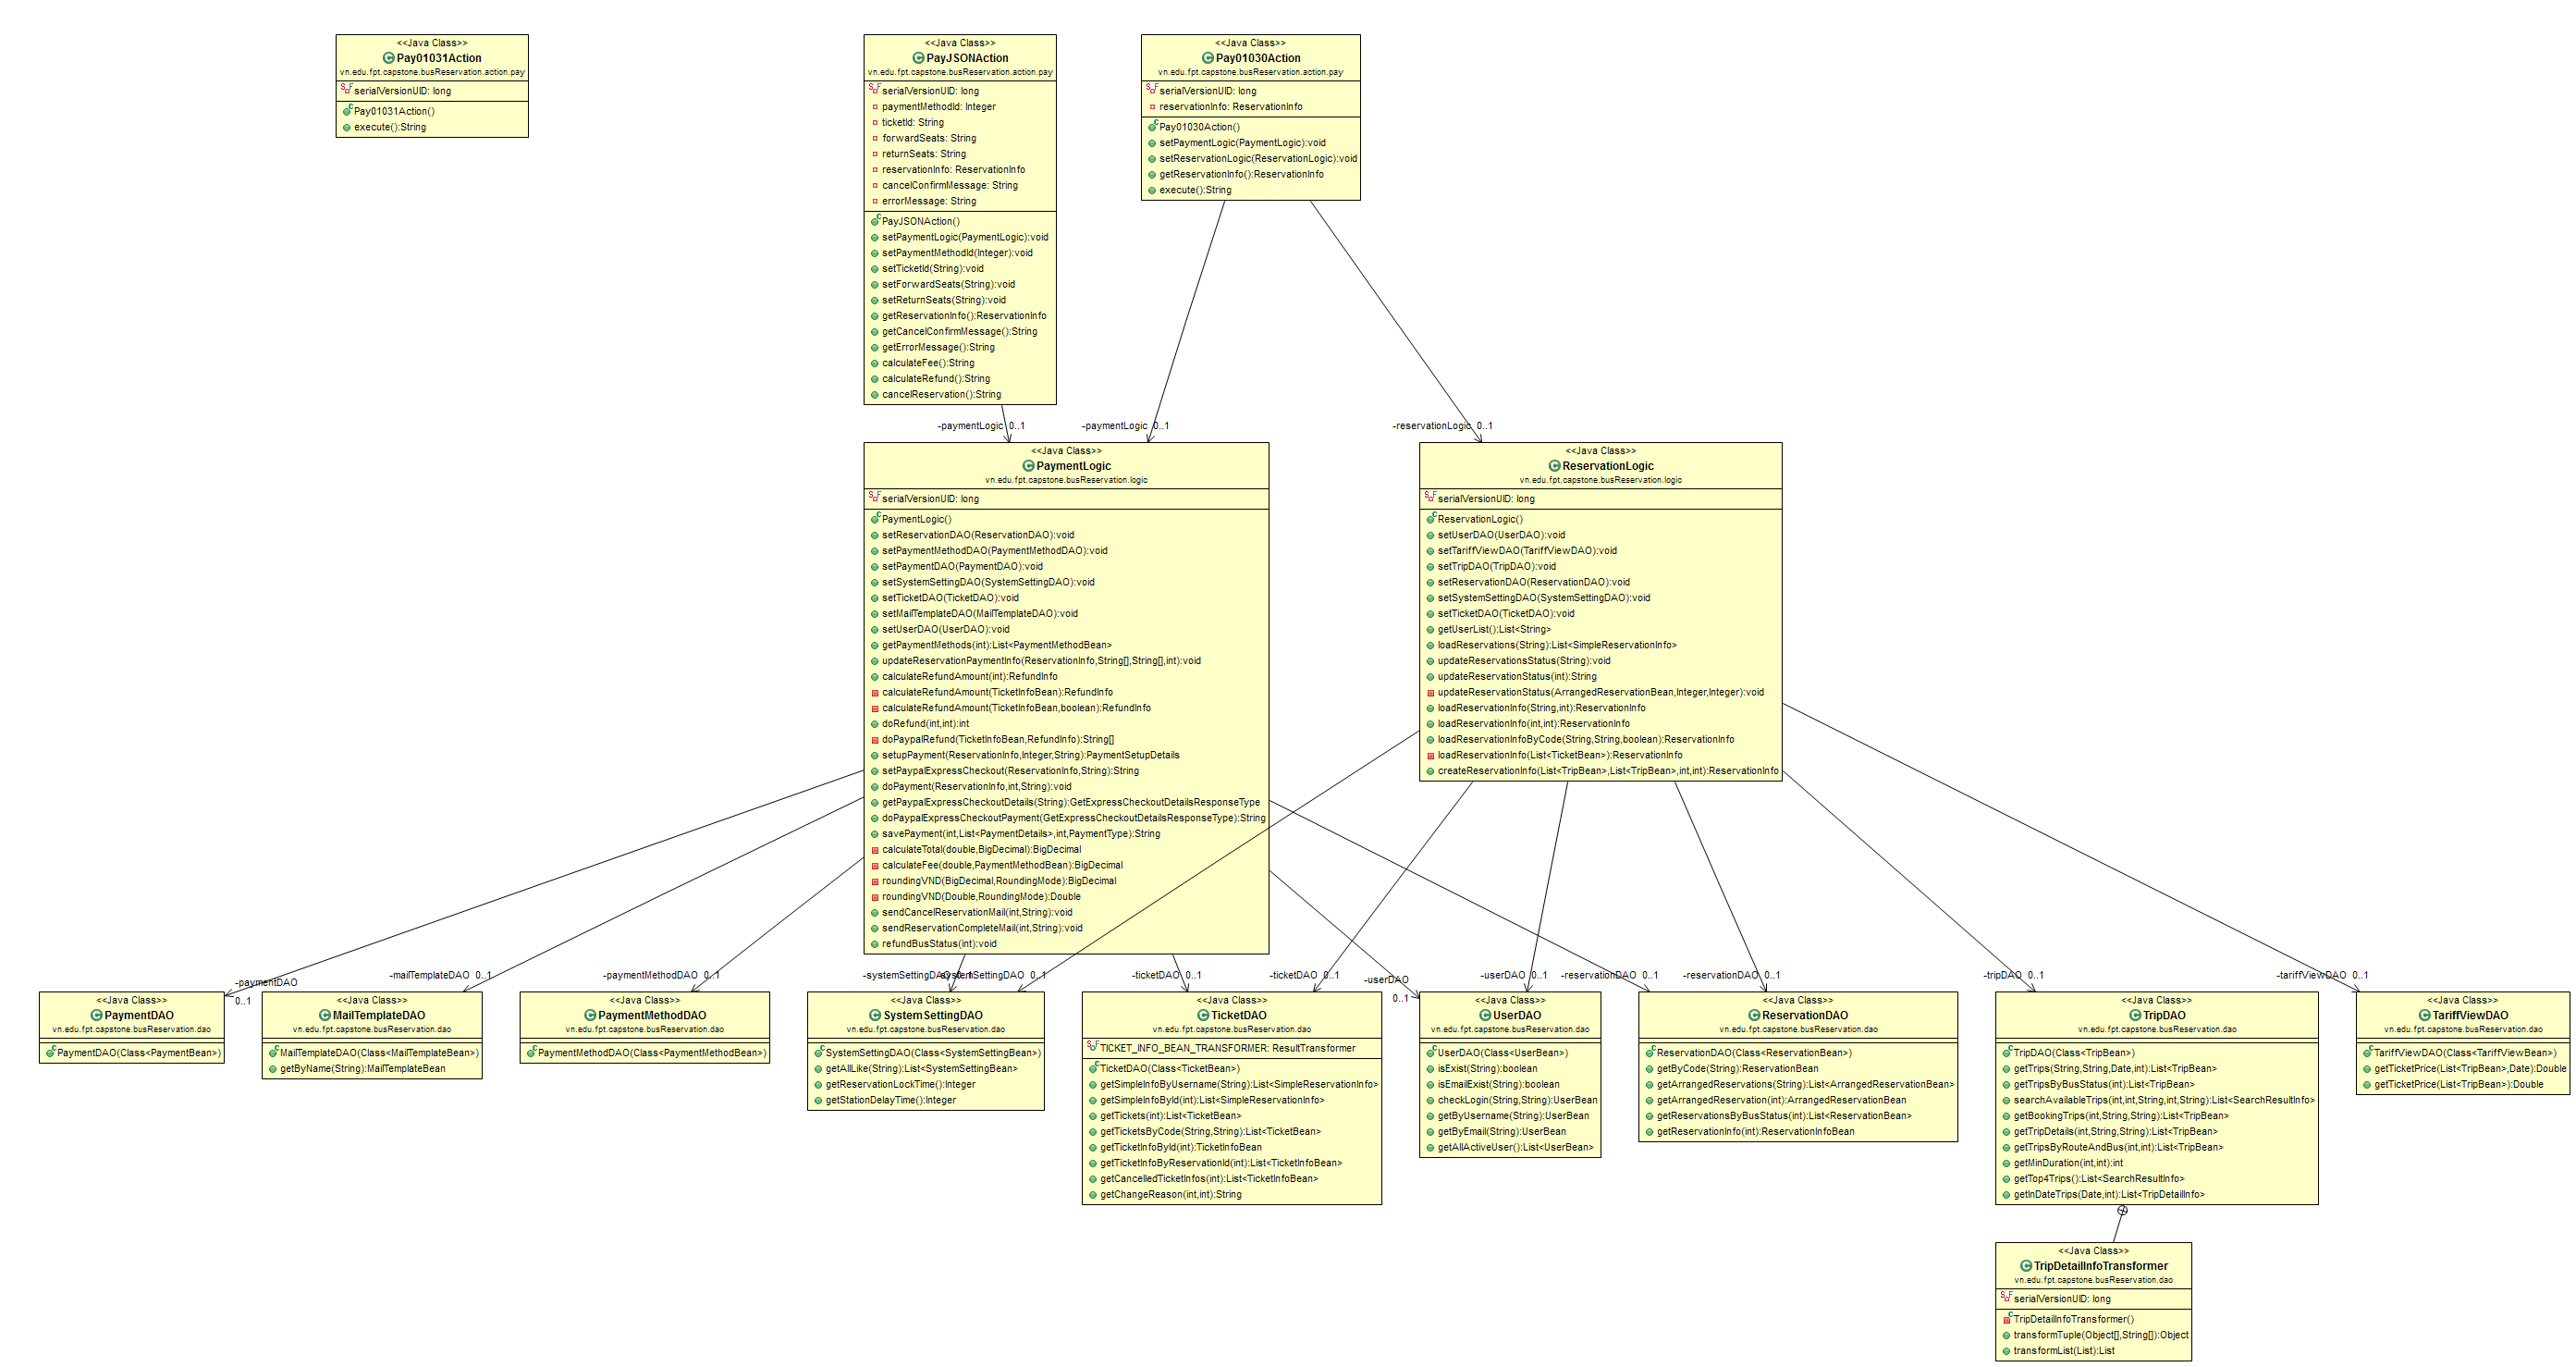 <<Java Class>>
Pay01031Action
vn.edu.fpt.capstone.busReservation.action.pay
serialVersionUID: long
Pay01031Action()
execute():String
<<Java Class>>
PayJSONAction
vn.edu.fpt.capstone.busReservation.action.pay
serialVersionUID: long
paymentMethodId: Integer
ticketId: String
forwardSeats: String
returnSeats: String
reservationInfo: ReservationInfo
cancelConfirmMessage: String
errorMessage: String
PayJSONAction()
setPaymentLogic(PaymentLogic):void
setPaymentMethodId(Integer):void
setTicketId(String):void
setForwardSeats(String):void
setReturnSeats(String):void
getReservationInfo():ReservationInfo
getCancelConfirmMessage():String
getErrorMessage():String
calculateFee():String
calculateRefund():String
cancelReservation():String
<<Java Class>>
Pay01030Action
vn.edu.fpt.capstone.busReservation.action.pay
serialVersionUID: long
reservationInfo: ReservationInfo
Pay01030Action()
setPaymentLogic(PaymentLogic):void
setReservationLogic(ReservationLogic):void
getReservationInfo():ReservationInfo
execute():String
-paymentLogic 0..1
-paymentLogic 0..1
-reservationLogic 0..1
<<Java Class>>
PaymentLogic
vn.edu.fpt.capstone.busReservation.logic
serialVersionUID: long
PaymentLogic()
setReservationDAO(ReservationDAO):void
setPaymentMethodDAO(PaymentMethodDAO):void
setPaymentDAO(PaymentDAO):void
setSystemSettingDAO(SystemSettingDAO):void
setTicketDAO(TicketDAO):void
setMailTemplateDAO(MailTemplateDAO):void
setUserDAO(UserDAO):void
getPaymentMethods(int):List<PaymentMethodBean>
updateReservationPaymentInfo(ReservationInfo,String[],String[],int):void
calculateRefundAmount(int):RefundInfo
calculateRefundAmount(TicketInfoBean):RefundInfo
calculateRefundAmount(TicketInfoBean,boolean):RefundInfo
doRefund(int,int):int
doPaypalRefund(TicketInfoBean,RefundInfo):String[]
setupPayment(ReservationInfo,Integer,String):PaymentSetupDetails
setPaypalExpressCheckout(ReservationInfo,String):String
doPayment(ReservationInfo,int,String):void
getPaypalExpressCheckoutDetails(String):GetExpressCheckoutDetailsResponseType
doPaypalExpressCheckoutPayment(GetExpressCheckoutDetailsResponseType):String
savePayment(int,List<PaymentDetails>,int,PaymentType):String
calculateTotal(double,BigDecimal):BigDecimal
calculateFee(double,PaymentMethodBean):BigDecimal
roundingVND(BigDecimal,RoundingMode):BigDecimal
roundingVND(Double,RoundingMode):Double
sendCancelReservationMail(int,String):void
sendReservationCompleteMail(int,String):void
refundBusStatus(int):void
<<Java Class>>
ReservationLogic
vn.edu.fpt.capstone.busReservation.logic
serialVersionUID: long
ReservationLogic()
setUserDAO(UserDAO):void
setTariffViewDAO(TariffViewDAO):void
setTripDAO(TripDAO):void
setReservationDAO(ReservationDAO):void
setSystemSettingDAO(SystemSettingDAO):void
setTicketDAO(TicketDAO):void
getUserList():List<String>
loadReservations(String):List<SimpleReservationInfo>
updateReservationsStatus(String):void
updateReservationStatus(int):String
updateReservationStatus(ArrangedReservationBean,Integer,Integer):void
loadReservationInfo(String,int):ReservationInfo
loadReservationInfo(int,int):ReservationInfo
loadReservationInfoByCode(String,String,boolean):ReservationInfo
loadReservationInfo(List<TicketBean>):ReservationInfo
createReservationInfo(List<TripBean>,List<TripBean>,int,int):ReservationInfo
-paymentDAO
0..1
-mailTemplateDAO 0..1
-paymentMethodDAO 0..1
-systemSettingDAO 0..1
-systemSettingDAO 0..1
-ticketDAO 0..1
-ticketDAO 0..1
-userDAO
0..1
-userDAO 0..1
-reservationDAO 0..1
-reservationDAO 0..1
-tripDAO 0..1
-tariffViewDAO 0..1
<<Java Class>>
PaymentDAO
vn.edu.fpt.capstone.busReservation.dao
PaymentDAO(Class<PaymentBean>)
<<Java Class>>
MailTemplateDAO
vn.edu.fpt.capstone.busReservation.dao
MailTemplateDAO(Class<MailTemplateBean>)
getByName(String):MailTemplateBean
<<Java Class>>
PaymentMethodDAO
vn.edu.fpt.capstone.busReservation.dao
PaymentMethodDAO(Class<PaymentMethodBean>)
<<Java Class>>
SystemSettingDAO
vn.edu.fpt.capstone.busReservation.dao
SystemSettingDAO(Class<SystemSettingBean>)
getAllLike(String):List<SystemSettingBean>
getReservationLockTime():Integer
getStationDelayTime():Integer
<<Java Class>>
TicketDAO
vn.edu.fpt.capstone.busReservation.dao
TICKET_INFO_BEAN_TRANSFORMER: ResultTransformer
TicketDAO(Class<TicketBean>)
getSimpleInfoByUsername(String):List<SimpleReservationInfo>
getSimpleInfoById(int):List<SimpleReservationInfo>
getTickets(int):List<TicketBean>
getTicketsByCode(String,String):List<TicketBean>
getTicketInfoById(int):TicketInfoBean
getTicketInfoByReservationId(int):List<TicketInfoBean>
getCancelledTicketInfos(int):List<TicketInfoBean>
getChangeReason(int,int):String
<<Java Class>>
UserDAO
vn.edu.fpt.capstone.busReservation.dao
UserDAO(Class<UserBean>)
isExist(String):boolean
isEmailExist(String):boolean
checkLogin(String,String):UserBean
getByUsername(String):UserBean
getByEmail(String):UserBean
getAllActiveUser():List<UserBean>
<<Java Class>>
ReservationDAO
vn.edu.fpt.capstone.busReservation.dao
ReservationDAO(Class<ReservationBean>)
getByCode(String):ReservationBean
getArrangedReservations(String):List<ArrangedReservationBean>
getArrangedReservation(int):ArrangedReservationBean
getReservationsByBusStatus(int):List<ReservationBean>
getReservationInfo(int):ReservationInfoBean
<<Java Class>>
TripDAO
vn.edu.fpt.capstone.busReservation.dao
TripDAO(Class<TripBean>)
getTrips(String,String,Date,int):List<TripBean>
getTripsByBusStatus(int):List<TripBean>
searchAvailableTrips(int,int,String,int,String):List<SearchResultInfo>
getBookingTrips(int,String,String):List<TripBean>
getTripDetails(int,String,String):List<TripBean>
getTripsByRouteAndBus(int,int):List<TripBean>
getMinDuration(int,int):int
getTop4Trips():List<SearchResultInfo>
getInDateTrips(Date,int):List<TripDetailInfo>
<<Java Class>>
TariffViewDAO
vn.edu.fpt.capstone.busReservation.dao
TariffViewDAO(Class<TariffViewBean>)
getTicketPrice(List<TripBean>,Date):Double
getTicketPrice(List<TripBean>):Double
<<Java Class>>
TripDetailInfoTransformer
vn.edu.fpt.capstone.busReservation.dao
serialVersionUID: long
TripDetailInfoTransformer()
transformTuple(Object[],String[]):Object
transformList(List):List